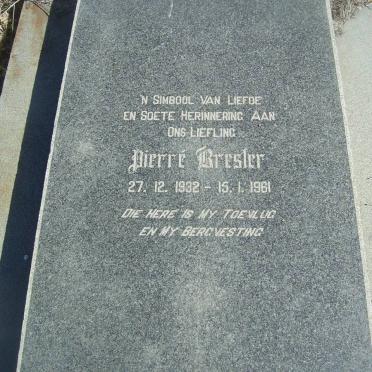 'N SIMBOOL VAN LIEFDE
EN SOETE HERINNERING AAN
ONS LIEFLING
Pierre Bresler
27. 12. 1932 - 15. 1. 1961
DIE HERE IS MY TOEVLUG
EN MY BERGVESTING